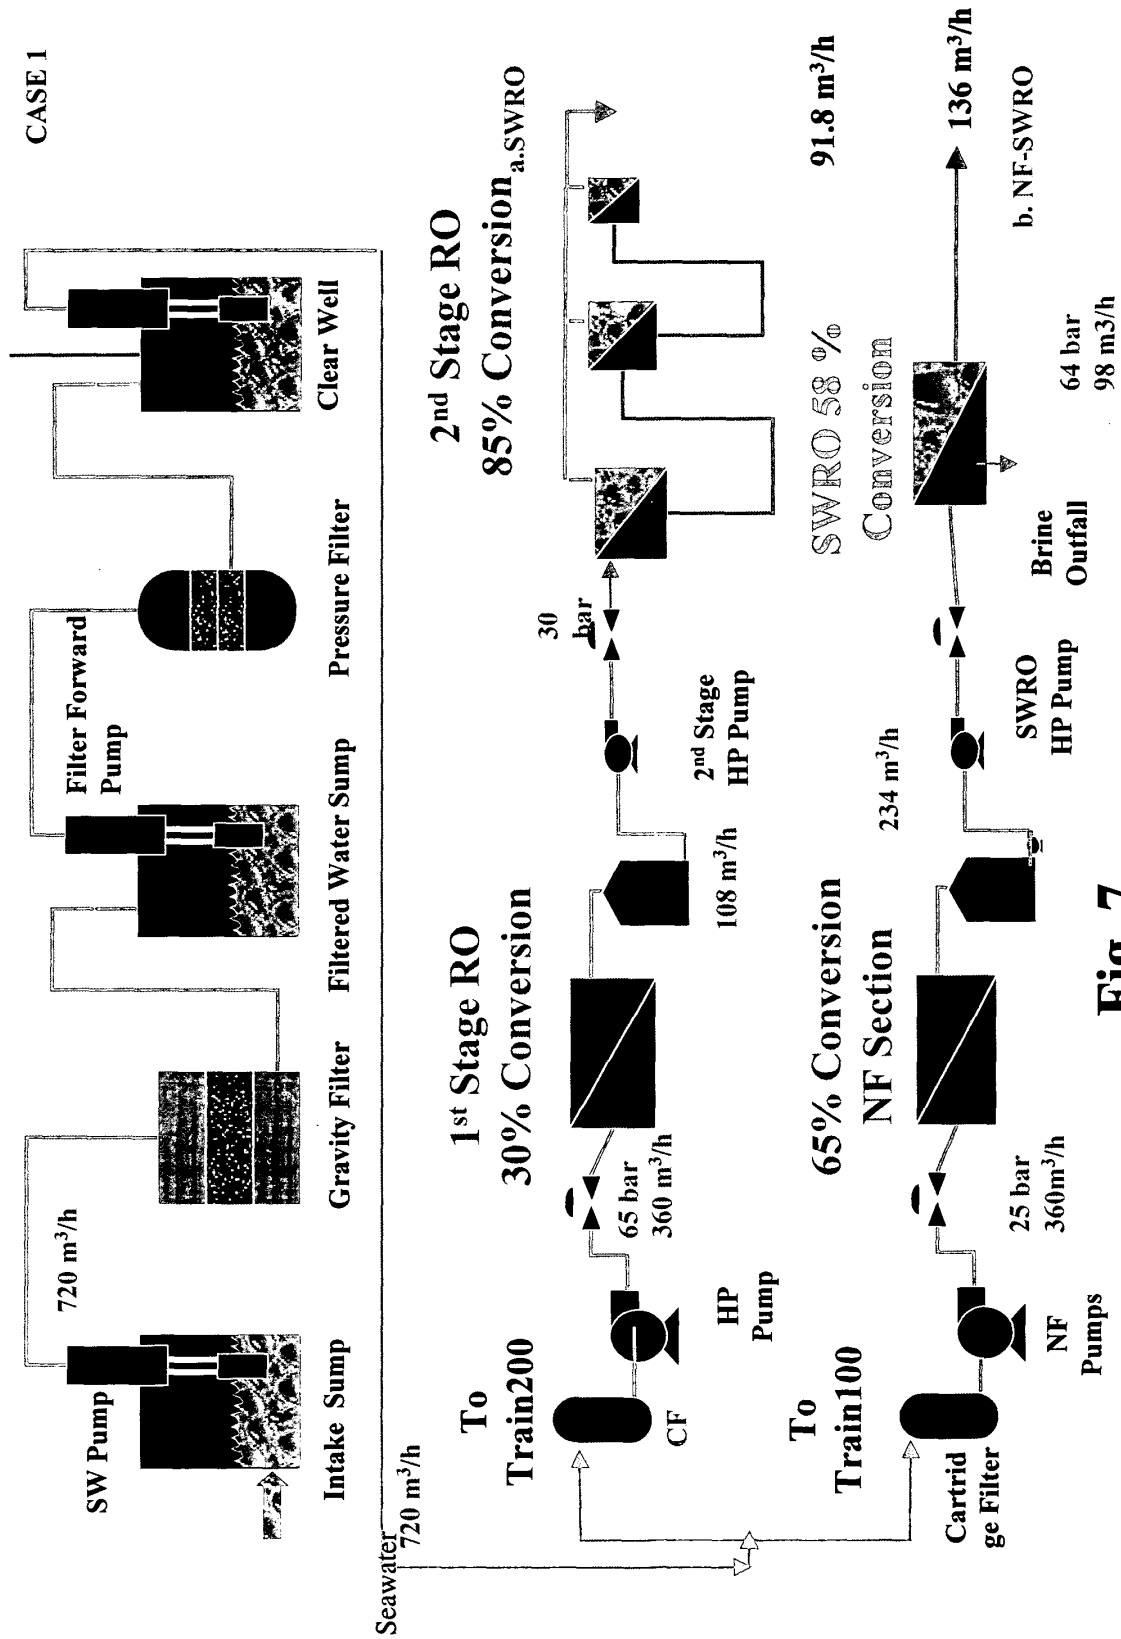 CASE 1
SW Pump
720 m³/h
Filter Forward
Pump
Intake Sump
Gravity Filter
Filtered Water Sump
Pressure Filter
Clear Well
Seawater
720 m³/h
To
Train200
CF
HP
Pump
65 bar
360 m³/h
1st Stage RO
30% Conversion
108 m³/h
2nd Stage
HP Pump
30
bar
2nd Stage RO
85% Conversion
a.SWRO
91.8 m³/h
To
Train100
Cartrid
ge Filter
NF
Pumps
25 bar
360m³/h
65% Conversion
NF Section
234 m³/h
SWRO
HP Pump
SWRO 58 %
Conversion
Brine
Outfall
64 bar
98 m3/h
136 m³/h
b. NF-SWRO
Fig. 7